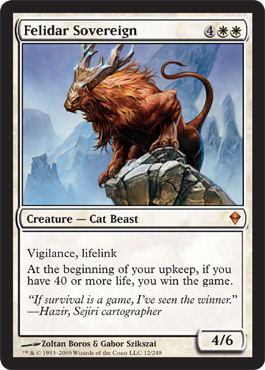 Felidar Sovereign 4
Creature — Cat Beast
Vigilance, lifelink
At the beginning of your upkeep, if you
have 40 or more life, you win the game.
“If survival is a game, I’ve seen the winner.”
—Hazir, Sejiri cartographer
4/6
Zoltan Boros & Gabor Szikszai
™ & © 1993–2009 Wizards of the Coast LLC 12/249